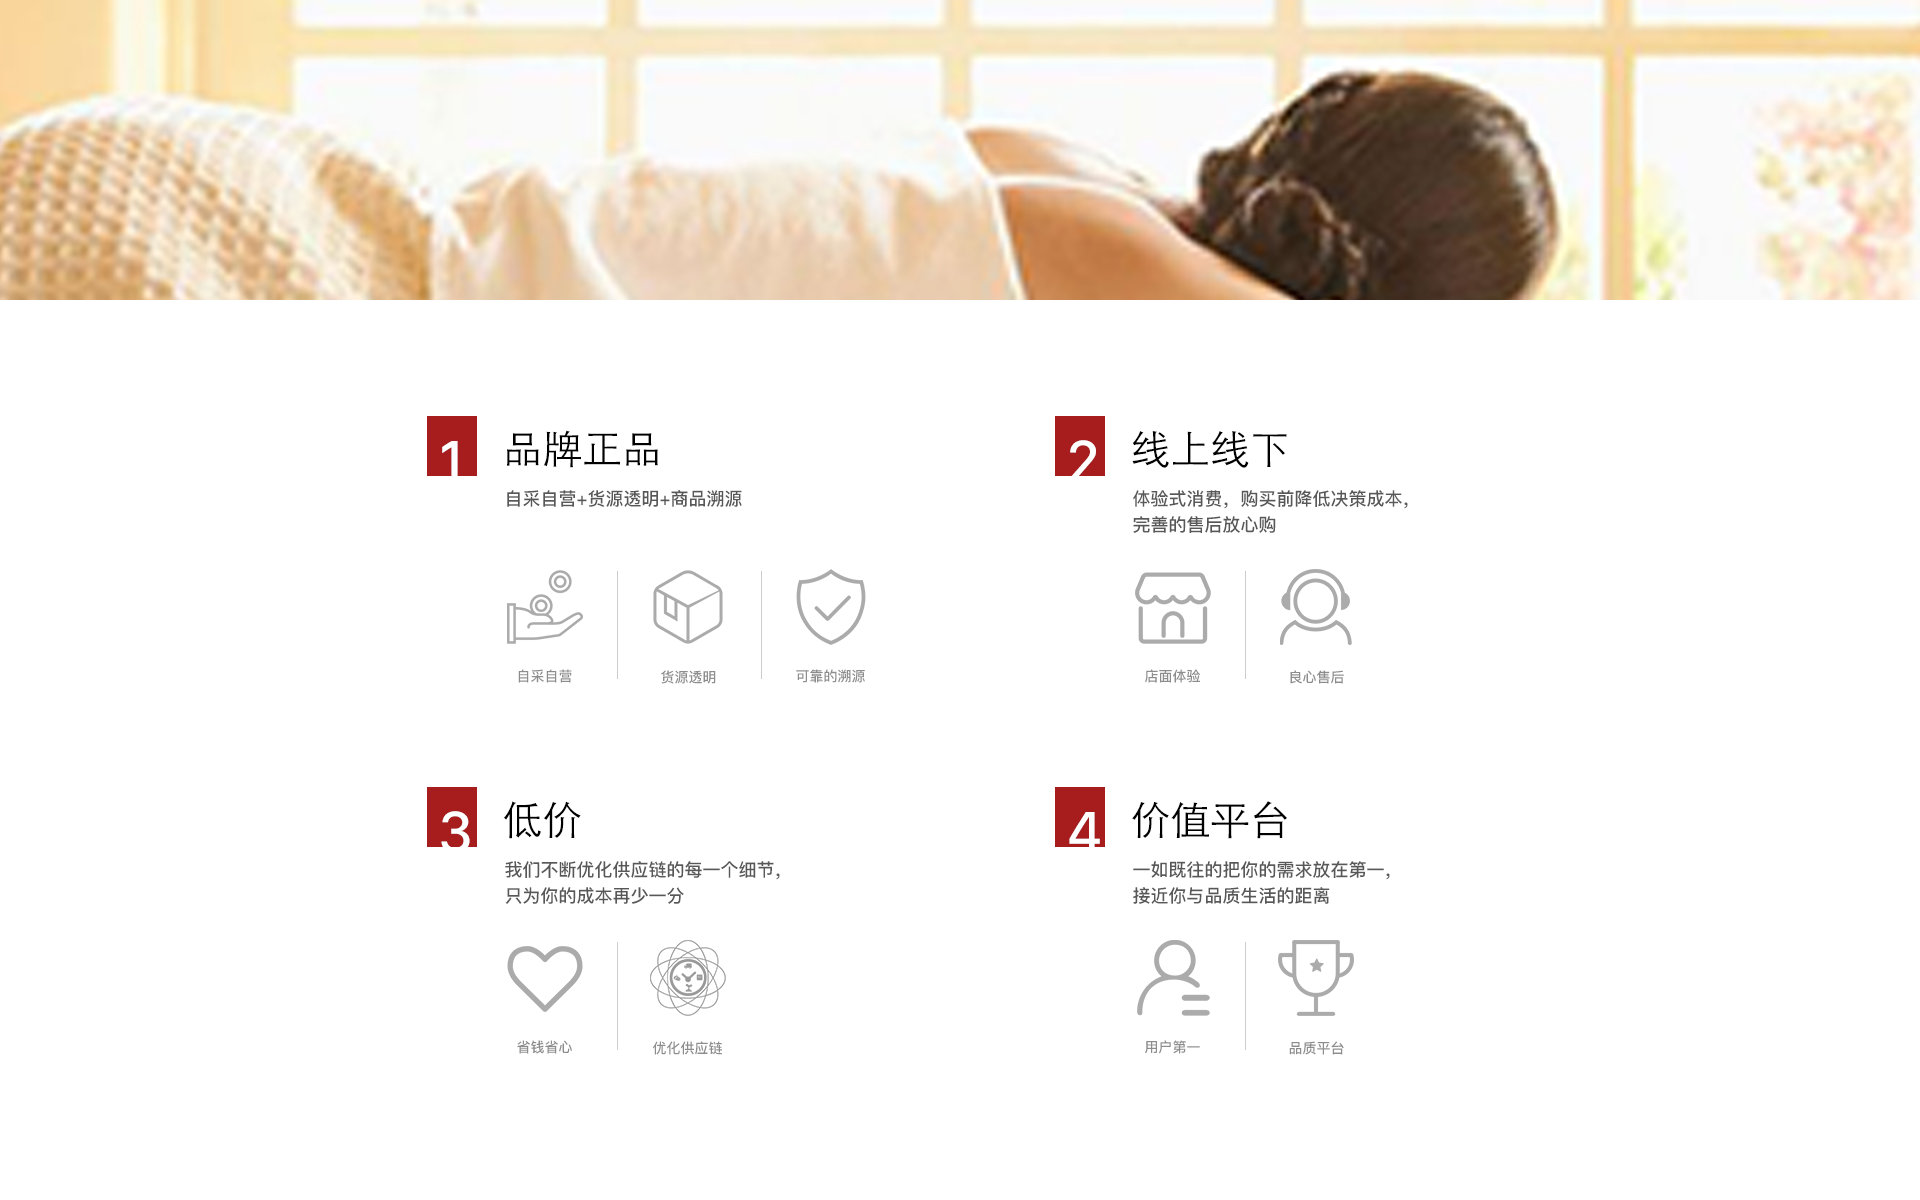 1
品牌正品
自采自营+货源透明+商品溯源
自采自营
货源透明
可靠的溯源
2
线上线下
体验式消费，购买前降低决策成本，
完善的售后放心购
店面体验
良心售后
3
低价
我们不断优化供应链的每一个细节，
只为你的成本再少一分
省钱省心
优化供应链
4
价值平台
一如既往的把你的需求放在第一，
接近你与品质生活的距离
用户第一
品质平台